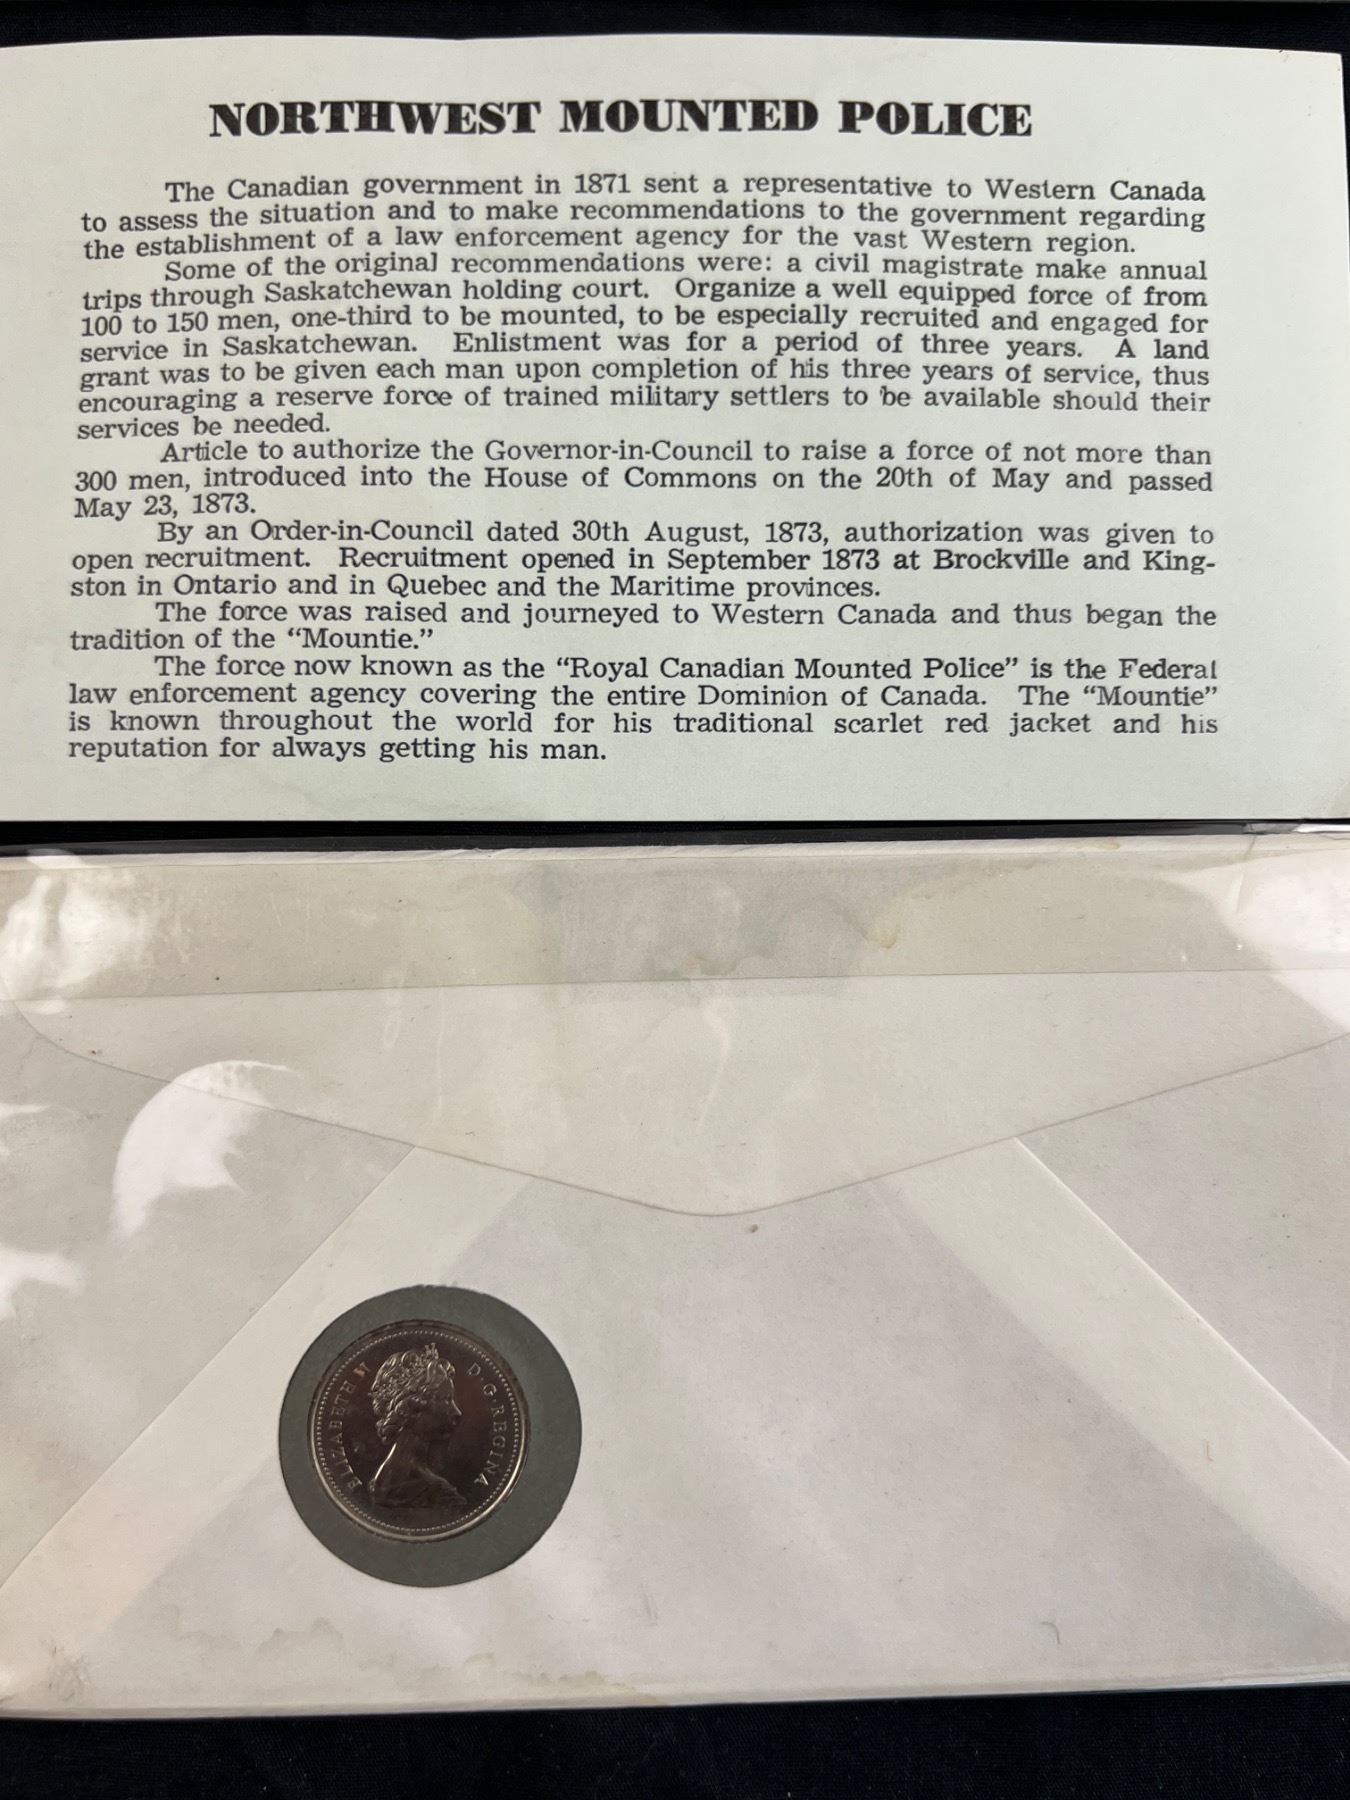 NORTHWEST MOUNTED POLICE
The Canadian government in 1871 sent a representative to Western Canada
to assess the situation and to make recommendations to the government regarding
the establishment of a law enforcement agency for the vast Western region.
Some of the original recommendations were: a civil magistrate make annual
trips through Saskatchewan holding court. Organize a well equipped force of from
100 to 150 men, one-third to be mounted, to be especially recruited and engaged for
service in Saskatchewan. Enlistment was for a period of three years. A land
grant was to be given each man upon completion of his three years of service, thus
encouraging a reserve force of trained military settlers to be available should their
services be needed.
Article to authorize the Governor-in-Council to raise a force of not more than
300 men, introduced into the House of Commons on the 20th of May and passed
May 23, 1873.
By an Order-in-Council dated 30th August, 1873, authorization was given to
open recruitment. Recruitment opened in September 1873 at Brockville and King-
ston in Ontario and in Quebec and the Maritime provinces.
The force was raised and journeyed to Western Canada and thus began the
tradition of the “Mountie.”
The force now known as the “Royal Canadian Mounted Police” is the Federal
law enforcement agency covering the entire Dominion of Canada. The “Mountie”
is known throughout the world for his traditional scarlet red jacket and his
reputation for always getting his man.
ELIZABETH II D·G·REGINA